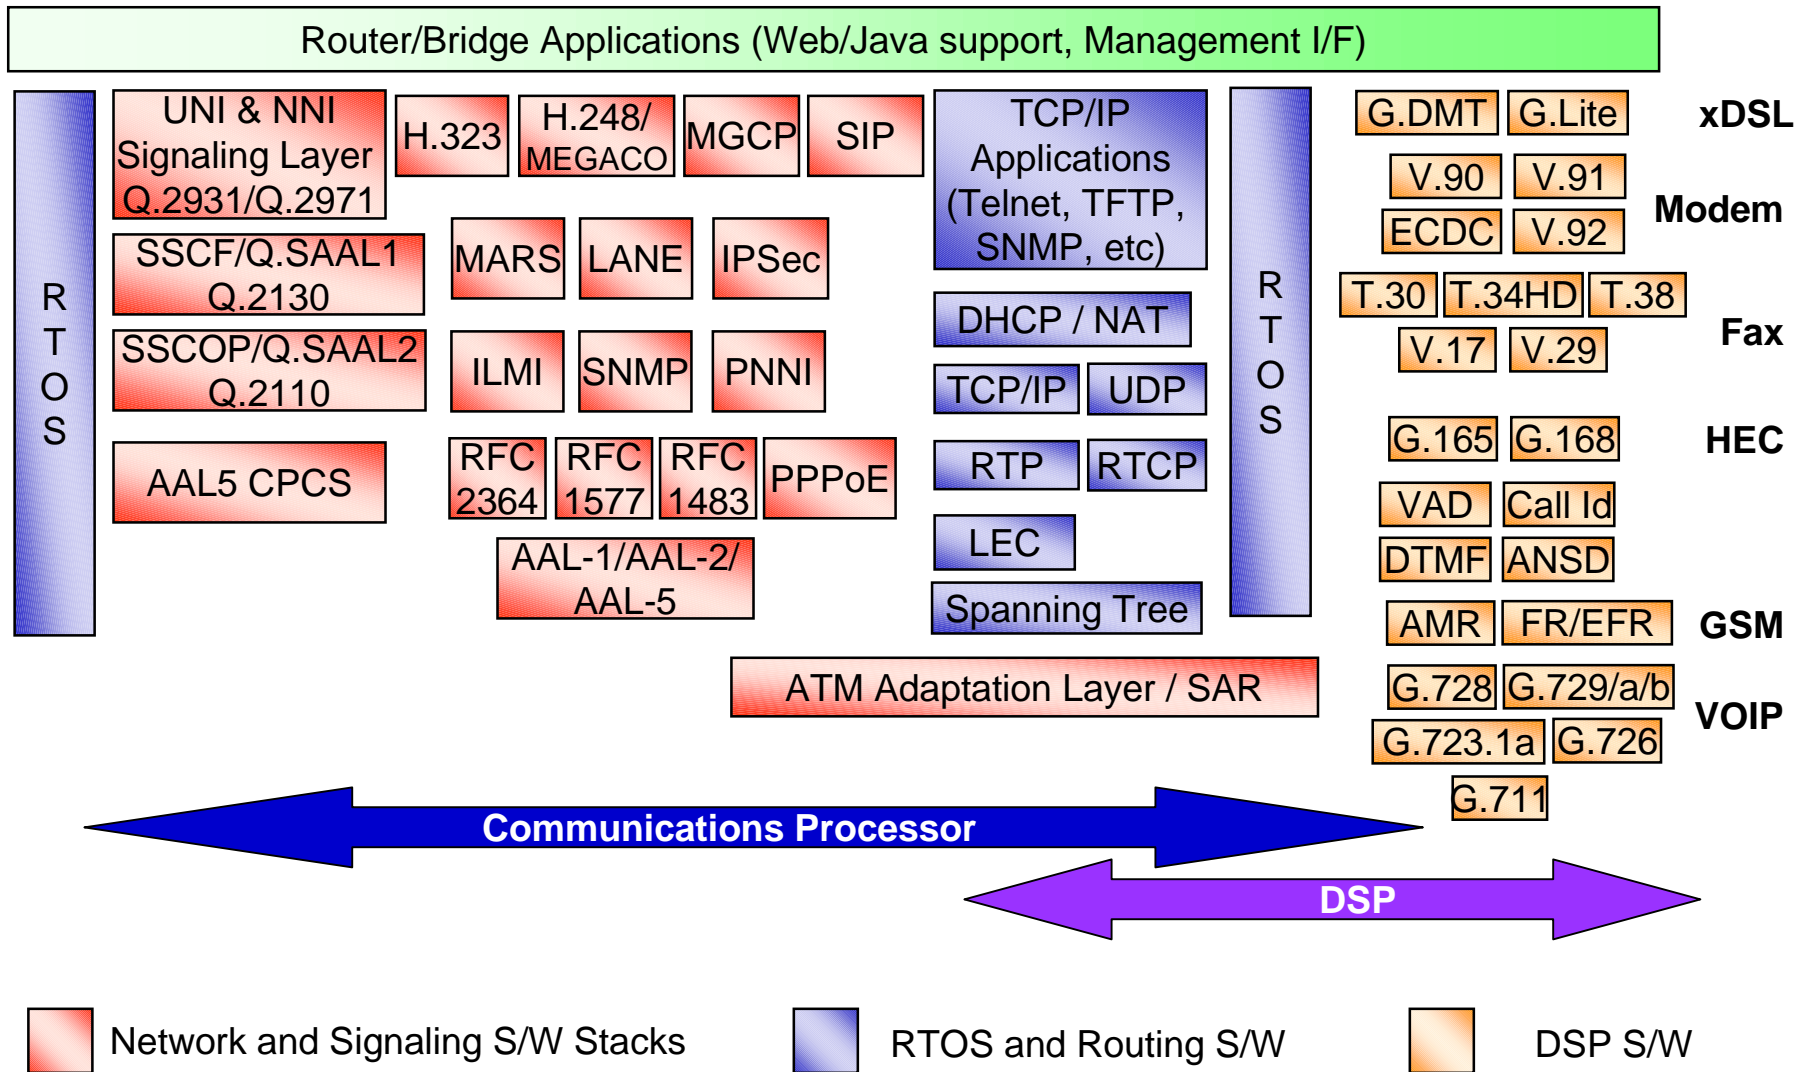 Router/Bridge Applications (Web/Java support, Management I/F)
R
T
O
S
UNI & NNI
Signaling Layer
Q.2931/Q.2971
SSCF/Q.SAAL1
Q.2130
SSCOP/Q.SAAL2
Q.2110
AAL5 CPCS
H.323
H.248/
MEGACO
MGCP
SIP
MARS
LANE
IPSec
ILMI
SNMP
PNNI
RFC
2364
RFC
1577
RFC
1483
PPPoE
AAL-1/AAL-2/
AAL-5
TCP/IP
Applications
(Telnet, TFTP,
SNMP, etc)
DHCP / NAT
TCP/IP
UDP
RTP
RTCP
LEC
Spanning Tree
R
T
O
S
ATM Adaptation Layer / SAR
G.DMT
G.Lite
xDSL
V.90
V.91
ECDC
V.92
Modem
T.30
T.34HD
T.38
V.17
V.29
Fax
G.165
G.168
HEC
VAD
Call Id
DTMF
ANSD
AMR
FR/EFR
GSM
G.728
G.729/a/b
G.723.1a
G.726
G.711
VOIP
Communications Processor
DSP
Network and Signaling S/W Stacks
RTOS and Routing S/W
DSP S/W